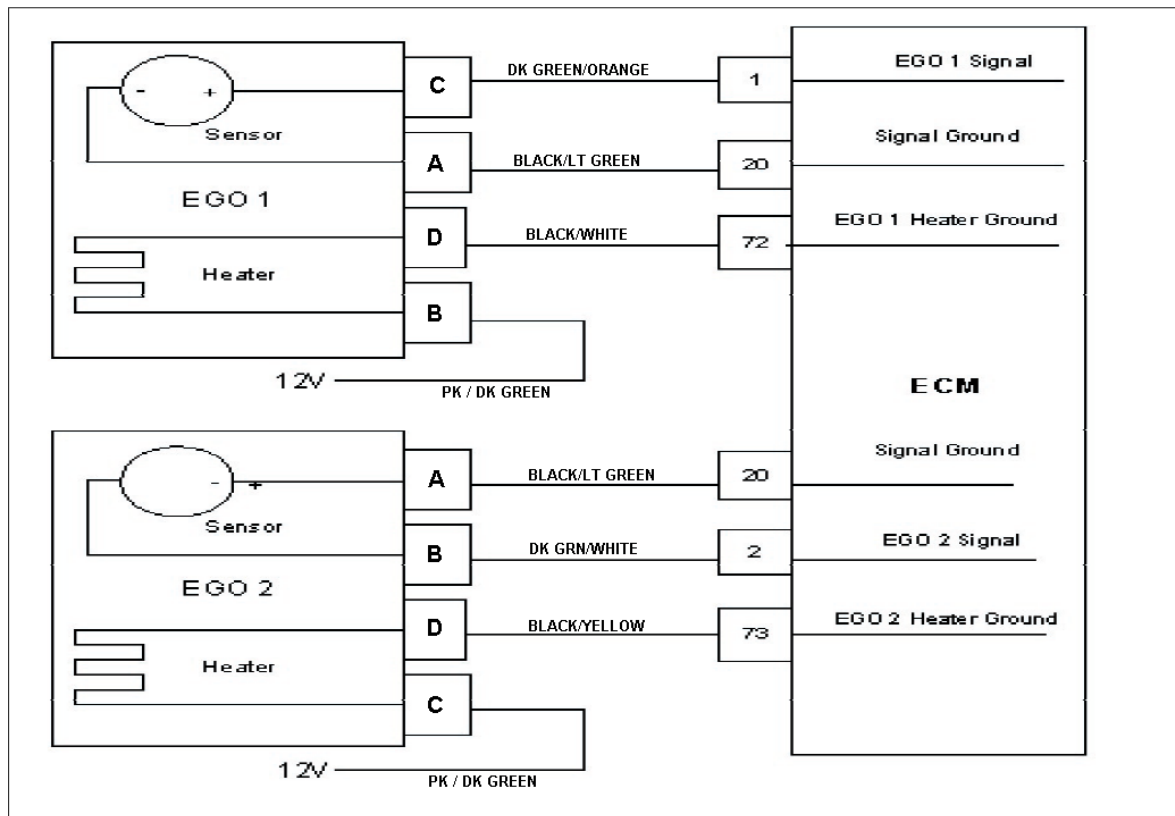 C DK GREEN/ORANGE 1 EGO 1 Signal
- +
Sensor
A BLACK/LT GREEN 20 Signal Ground
EGO 1
D BLACK/WHITE 72 EGO 1 Heater Ground
Heater
B
12V PK / DK GREEN
ECM
A BLACK/LT GREEN 20 Signal Ground
- +
Sensor
B DK GRN/WHITE 2 EGO 2 Signal
EGO 2
D BLACK/YELLOW 73 EGO 2 Heater Ground
Heater
C
12V PK / DK GREEN